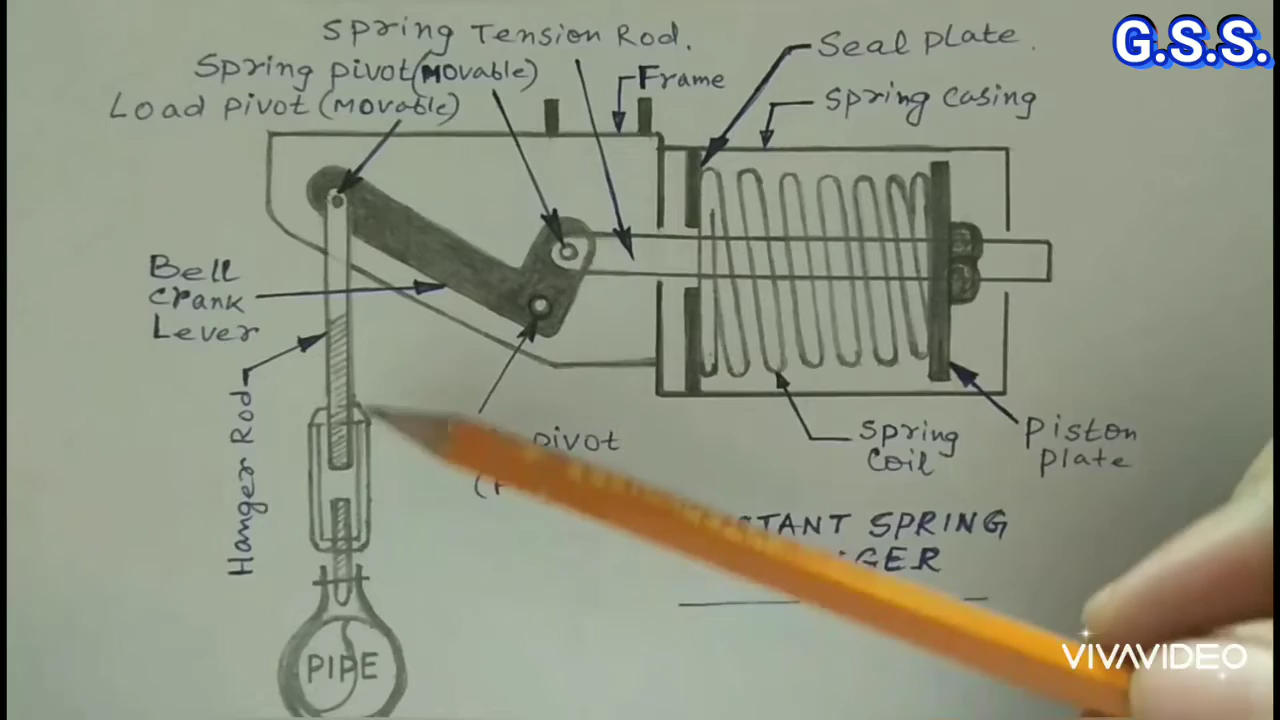 G.S.S.
Spring Tension Rod.
Seal Plate.
Spring pivot (Movable)
Frame
Spring casing
Load pivot (Movable)
Bell
Crank
Lever
Hanger Rod
pivot
Spring
Coil
Piston
plate
STANT SPRING
GER
PIPE
VIVAVIDEO